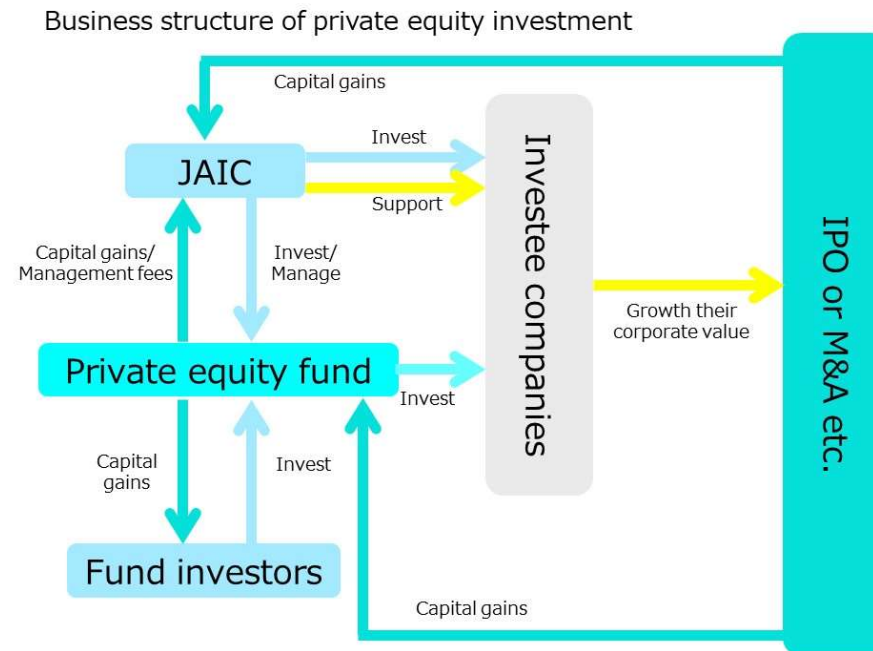 Business structure of private equity investment
Capital gains
JAIC
Invest
Support
Capital gains/
Management fees
Invest/
Manage
Investee companies
Growth their
corporate value
IPO or M&A etc.
Private equity fund
Invest
Capital
gains
Invest
Fund investors
Capital gains